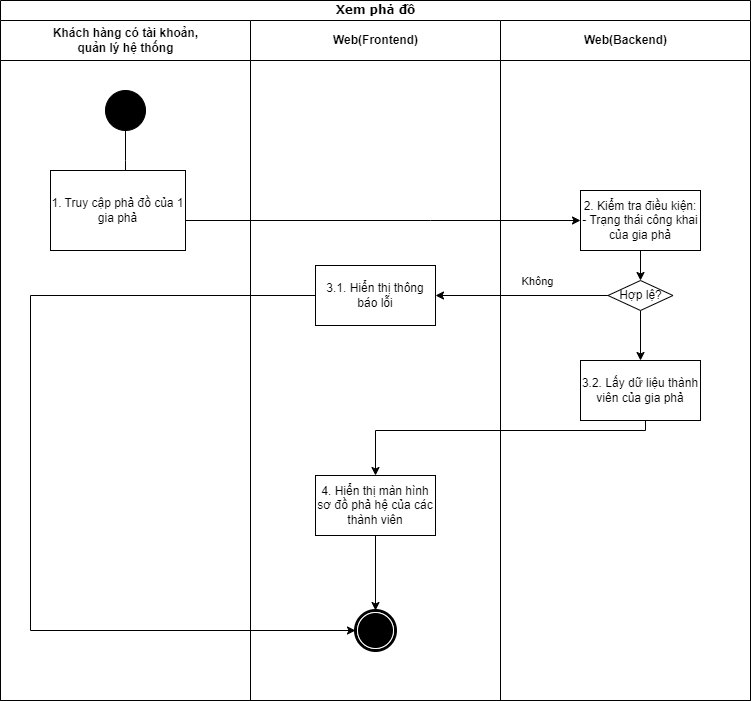 Xem phả đồ
Khách hàng có tài khoản,
quản lý hệ thống
Web(Frontend)
Web(Backend)
1. Truy cập phả đồ của 1
gia phả
2. Kiểm tra điều kiện:
- Trạng thái công khai
của gia phả
Hợp lệ?
Không
3.1. Hiển thị thông
báo lỗi
3.2. Lấy dữ liệu thành
viên của gia phả
4. Hiển thị màn hình
sơ đồ phả hệ của các
thành viên